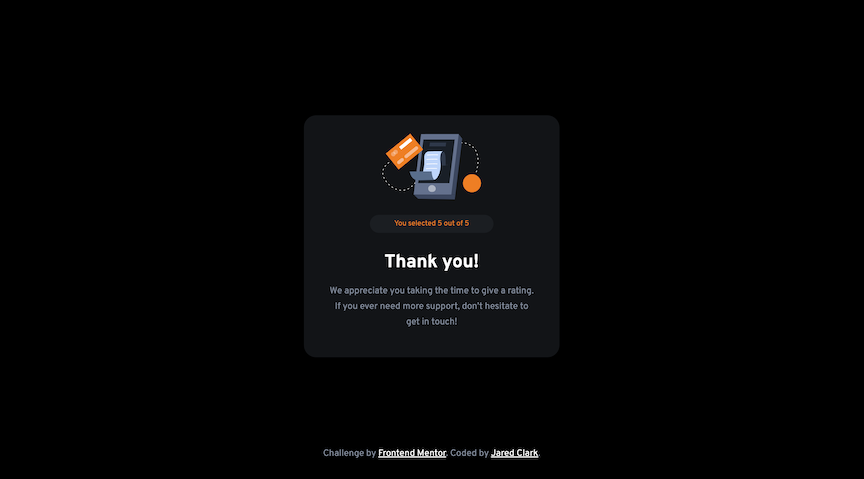 You selected 5 out of 5
Thank you!
We appreciate you taking the time to give a rating.
If you ever need more support, don't hesitate to
get in touch!
Challenge by Frontend Mentor. Coded by Jared Clark.